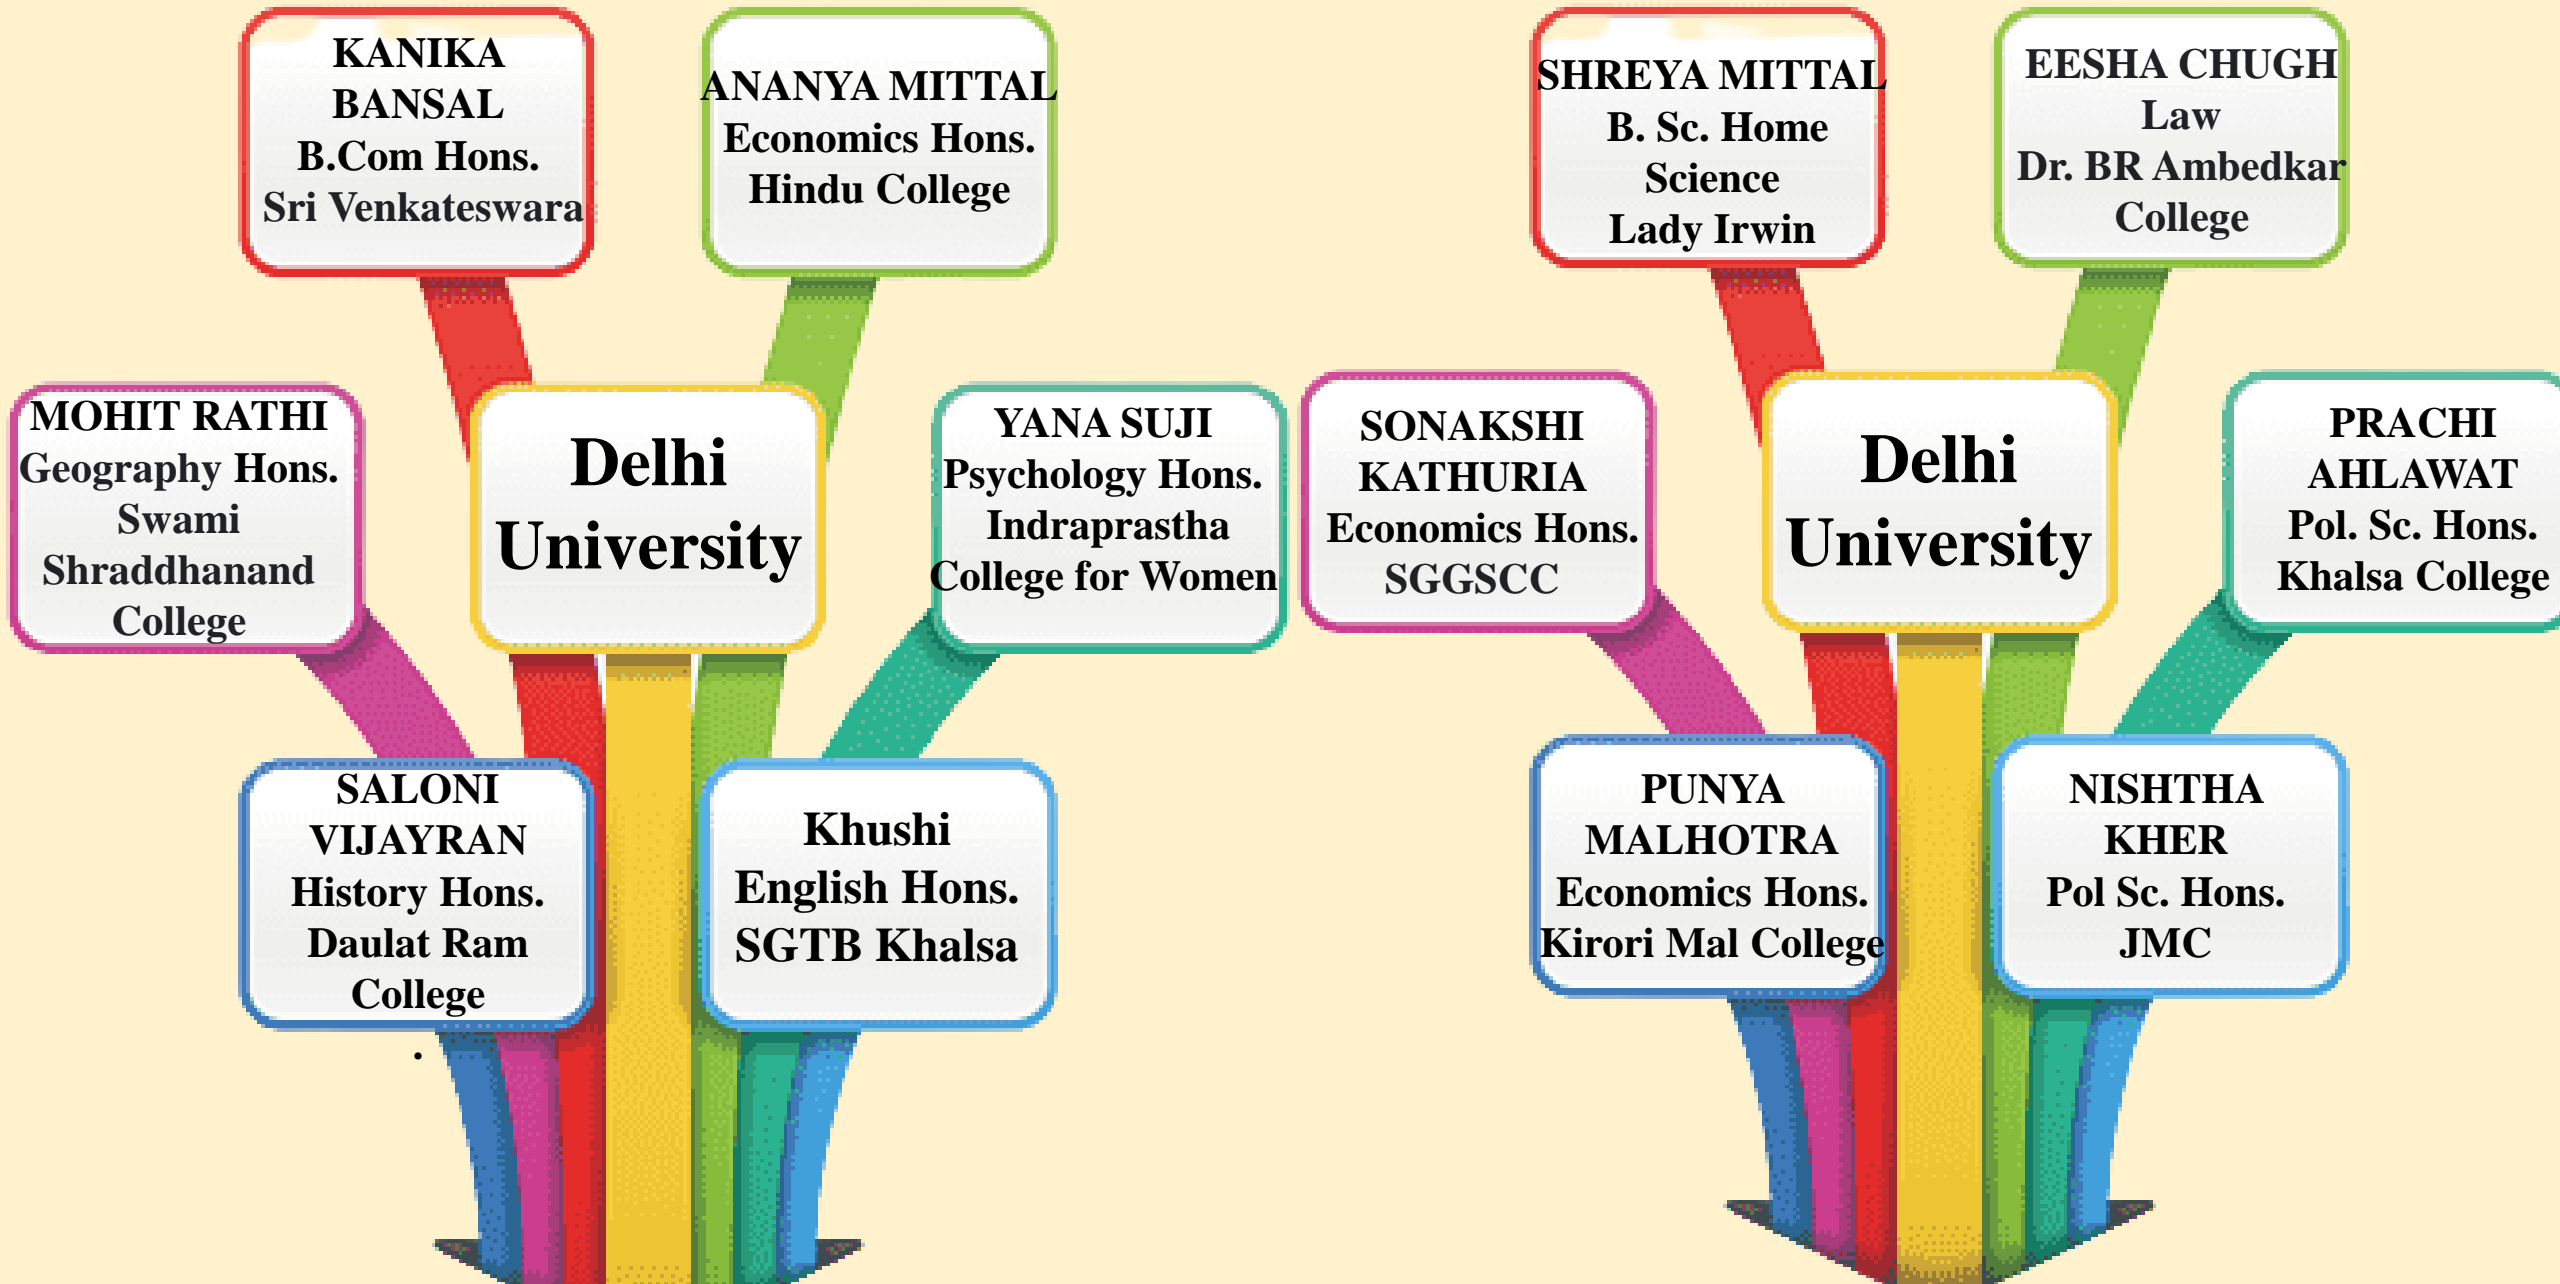 KANIKA
BANSAL
B.Com Hons.
Sri Venkateswara
ANANYA MITTAL
Economics Hons.
Hindu College
MOHIT RATHI
Geography Hons.
Swami
Shraddhanand
College
Delhi
University
YANA SUJI
Psychology Hons.
Indraprastha
College for Women
SALONI
VIJAYRAN
History Hons.
Daulat Ram
College
.
Khushi
English Hons.
SGTB Khalsa
SHREYA MITTAL
B. Sc. Home
Science
Lady Irwin
EESHA CHUGH
Law
Dr. BR Ambedkar
College
SONAKSHI
KATHURIA
Economics Hons.
SGGSCC
Delhi
University
PRACHI
AHLAWAT
Pol. Sc. Hons.
Khalsa College
PUNYA
MALHOTRA
Economics Hons.
Kirori Mal College
NISHTHA
KHER
Pol Sc. Hons.
JMC